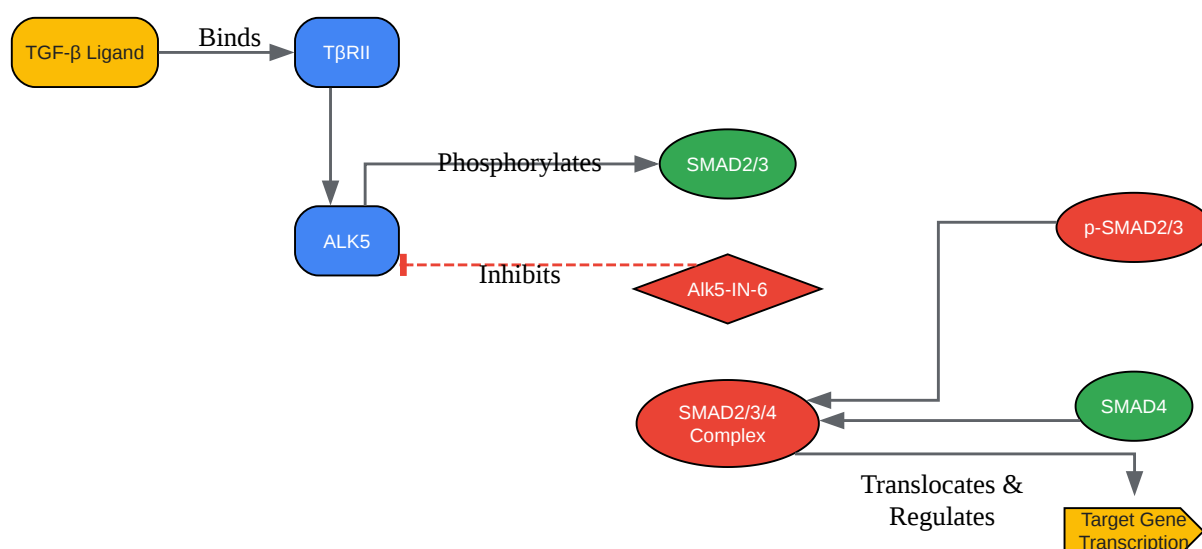 TGF-β Ligand
Binds
TβRII
Phosphorylates
SMAD2/3
p-SMAD2/3
ALK5
Inhibits
Alk5-IN-6
SMAD2/3/4
Complex
SMAD4
Translocates &
Regulates
Target Gene
Transcription